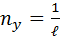 n_y = 1/ℓ